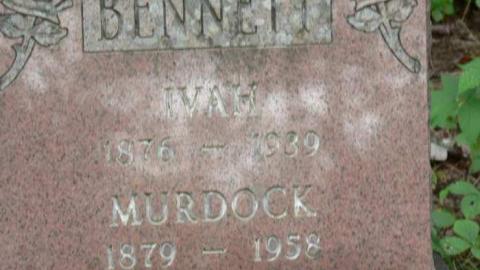 BENNETT
IVAH
1876 – 1939
MURDOCK
1879 – 1958